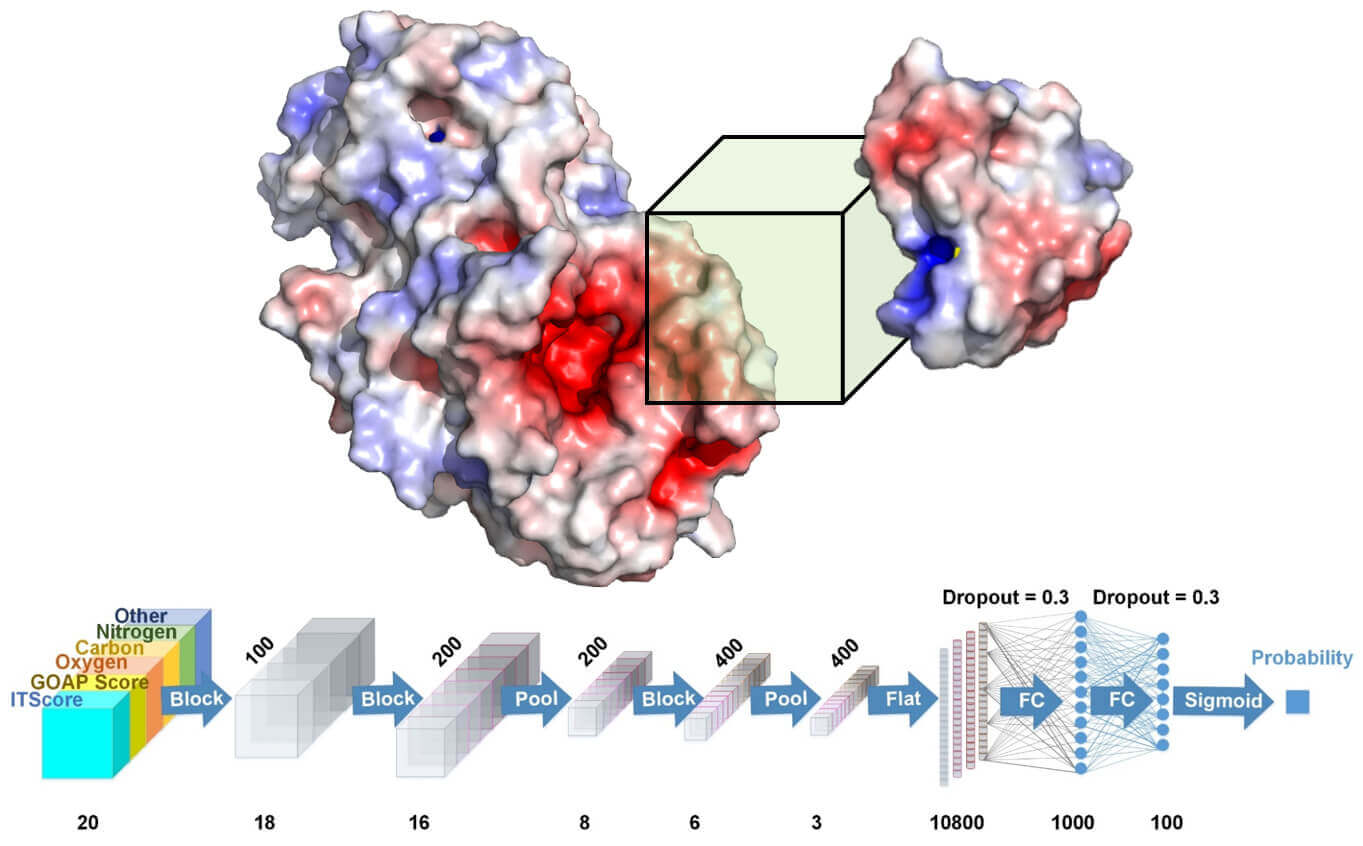 Dropout = 0.3 Dropout = 0.3
Other
Nitrogen
Carbon
Oxygen
GOAP Score
ITScore
Block
100
Block
200
Pool
200
Block
400
Pool
400
Flat
FC
FC
Sigmoid
Probability
20 18 16 8 6 3 10800 1000 100